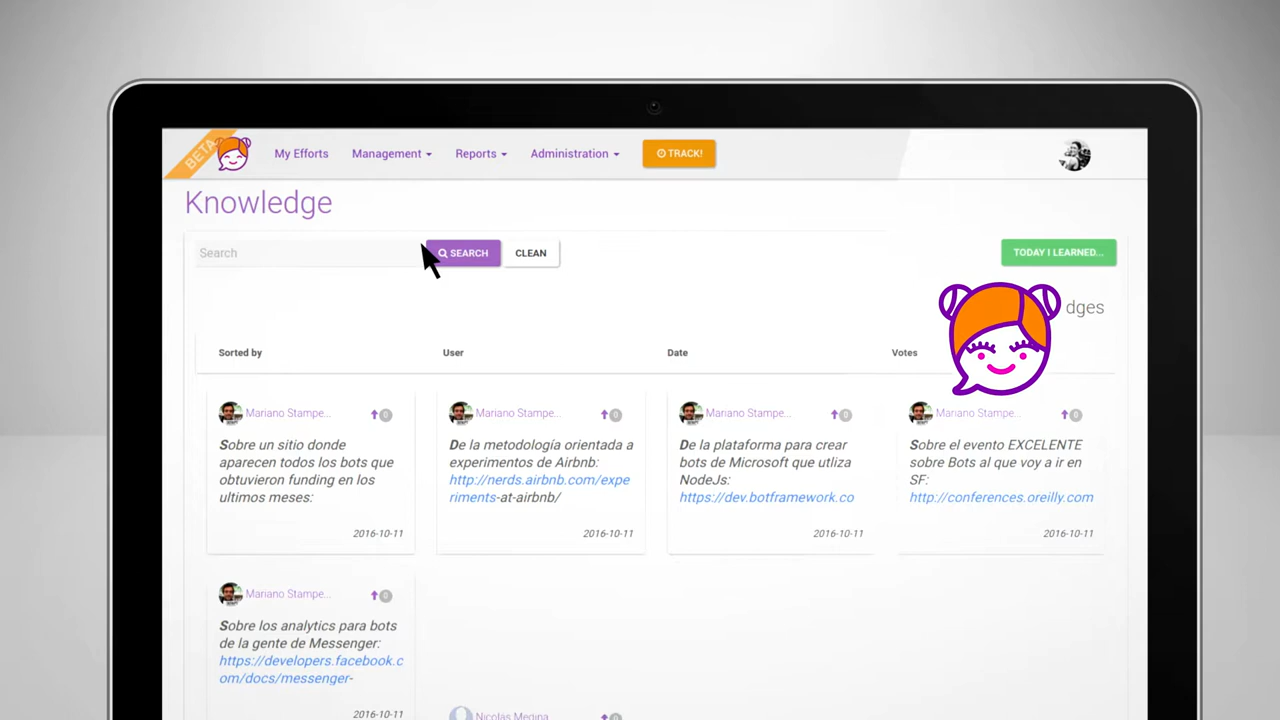 BETA
My Efforts Management Reports Administration TRACK!
Knowledge
Search SEARCH CLEAN TODAY I LEARNED...
dges
Sorted by User Date Votes
Mariano Stampe... 0
Sobre un sitio donde
aparecen todos los bots que
obtuvieron funding en los
ultimos meses:
2016-10-11
Mariano Stampe... 0
De la metodología orientada a
experimentos de Airbnb:
http://nerds.airbnb.com/expe
riments-at-airbnb/
2016-10-11
Mariano Stampe... 0
De la plataforma para crear
bots de Microsoft que utliza
NodeJs:
https://dev.botframework.co
2016-10-11
Mariano Stampe... 0
Sobre el evento EXCELENTE
sobre Bots al que voy a ir en
SF:
http://conferences.oreilly.com
2016-10-11
Mariano Stampe... 0
Sobre los analytics para bots
de la gente de Messenger:
https://developers.facebook.c
om/docs/messenger-
2016-10-11
Nicolás Medina 0